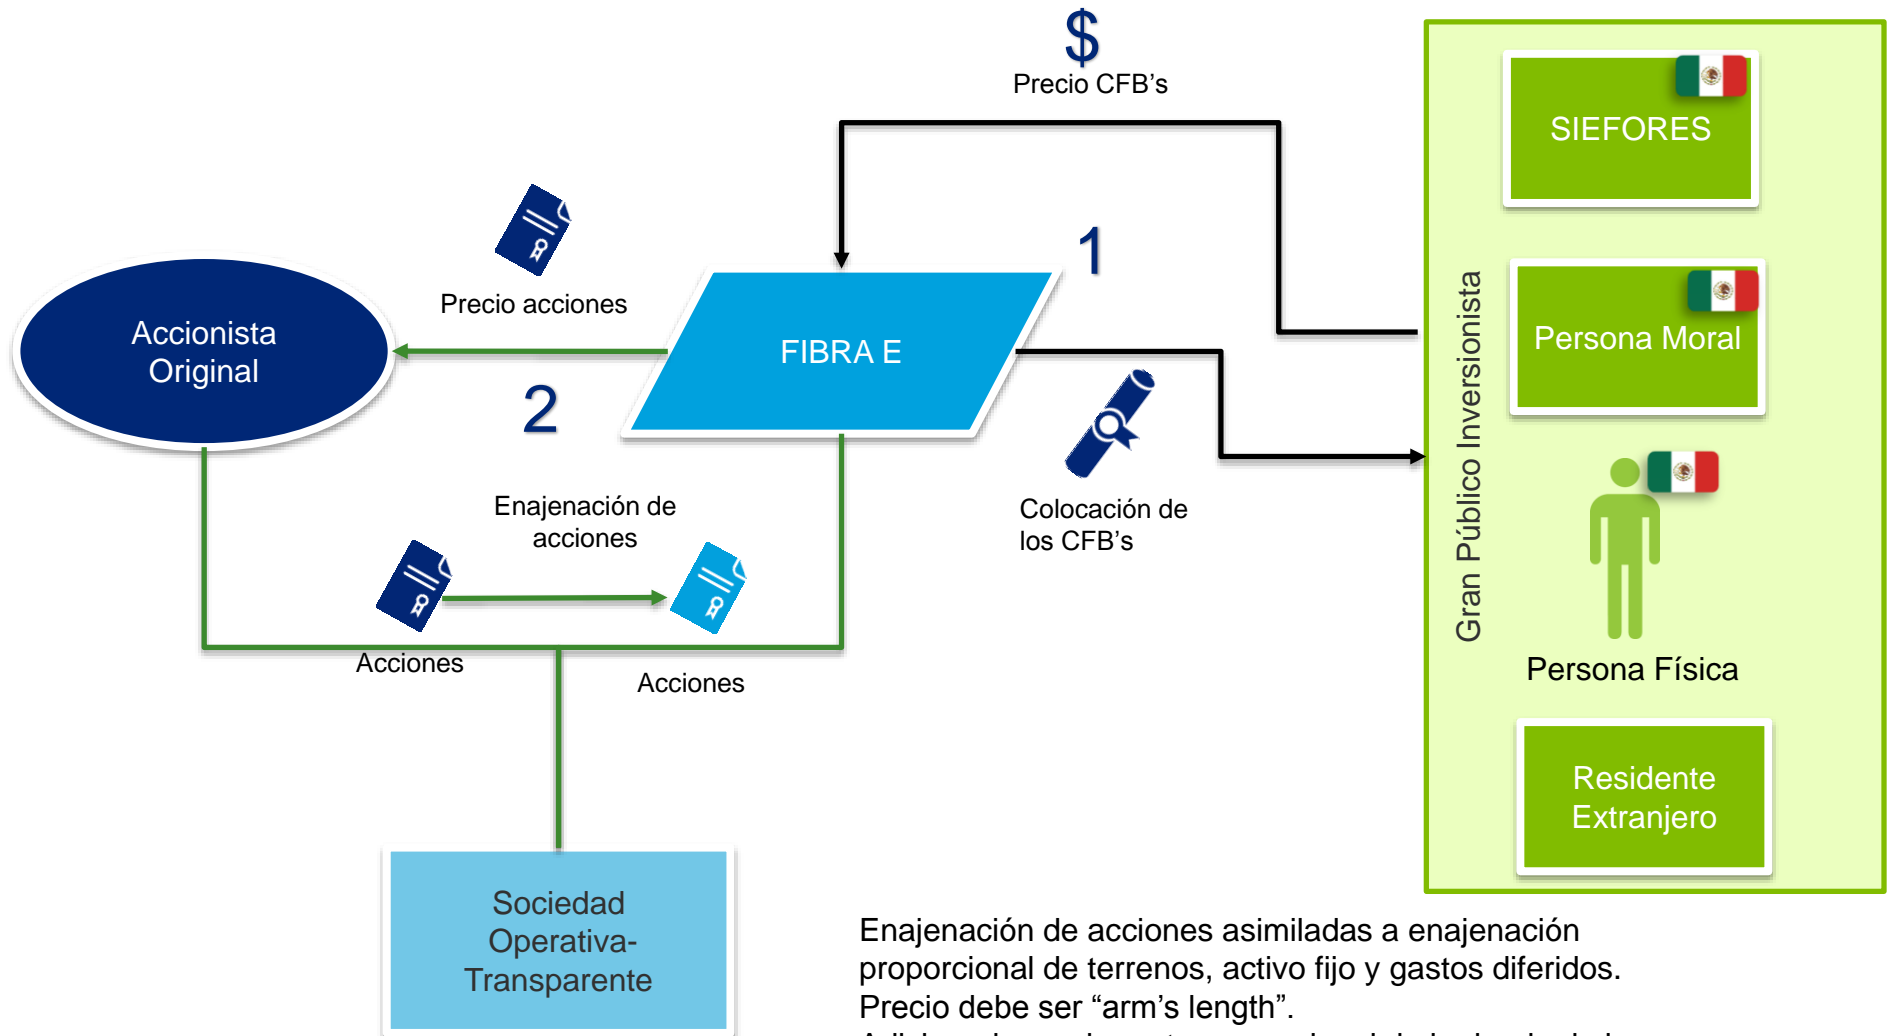 $
Precio CFB’s
SIEFORES
1
Precio acciones
Accionista
Original
FIBRA E
2
Persona Moral
Gran Público Inversionista
Enajenación de
acciones
Colocación de
los CFB’s
Acciones
Acciones
Persona Física
Residente
Extranjero
Sociedad
Operativa-
Transparente
Enajenación de acciones asimiladas a enajenación
proporcional de terrenos, activo fijo y gastos diferidos.
Precio debe ser “arm’s length”.